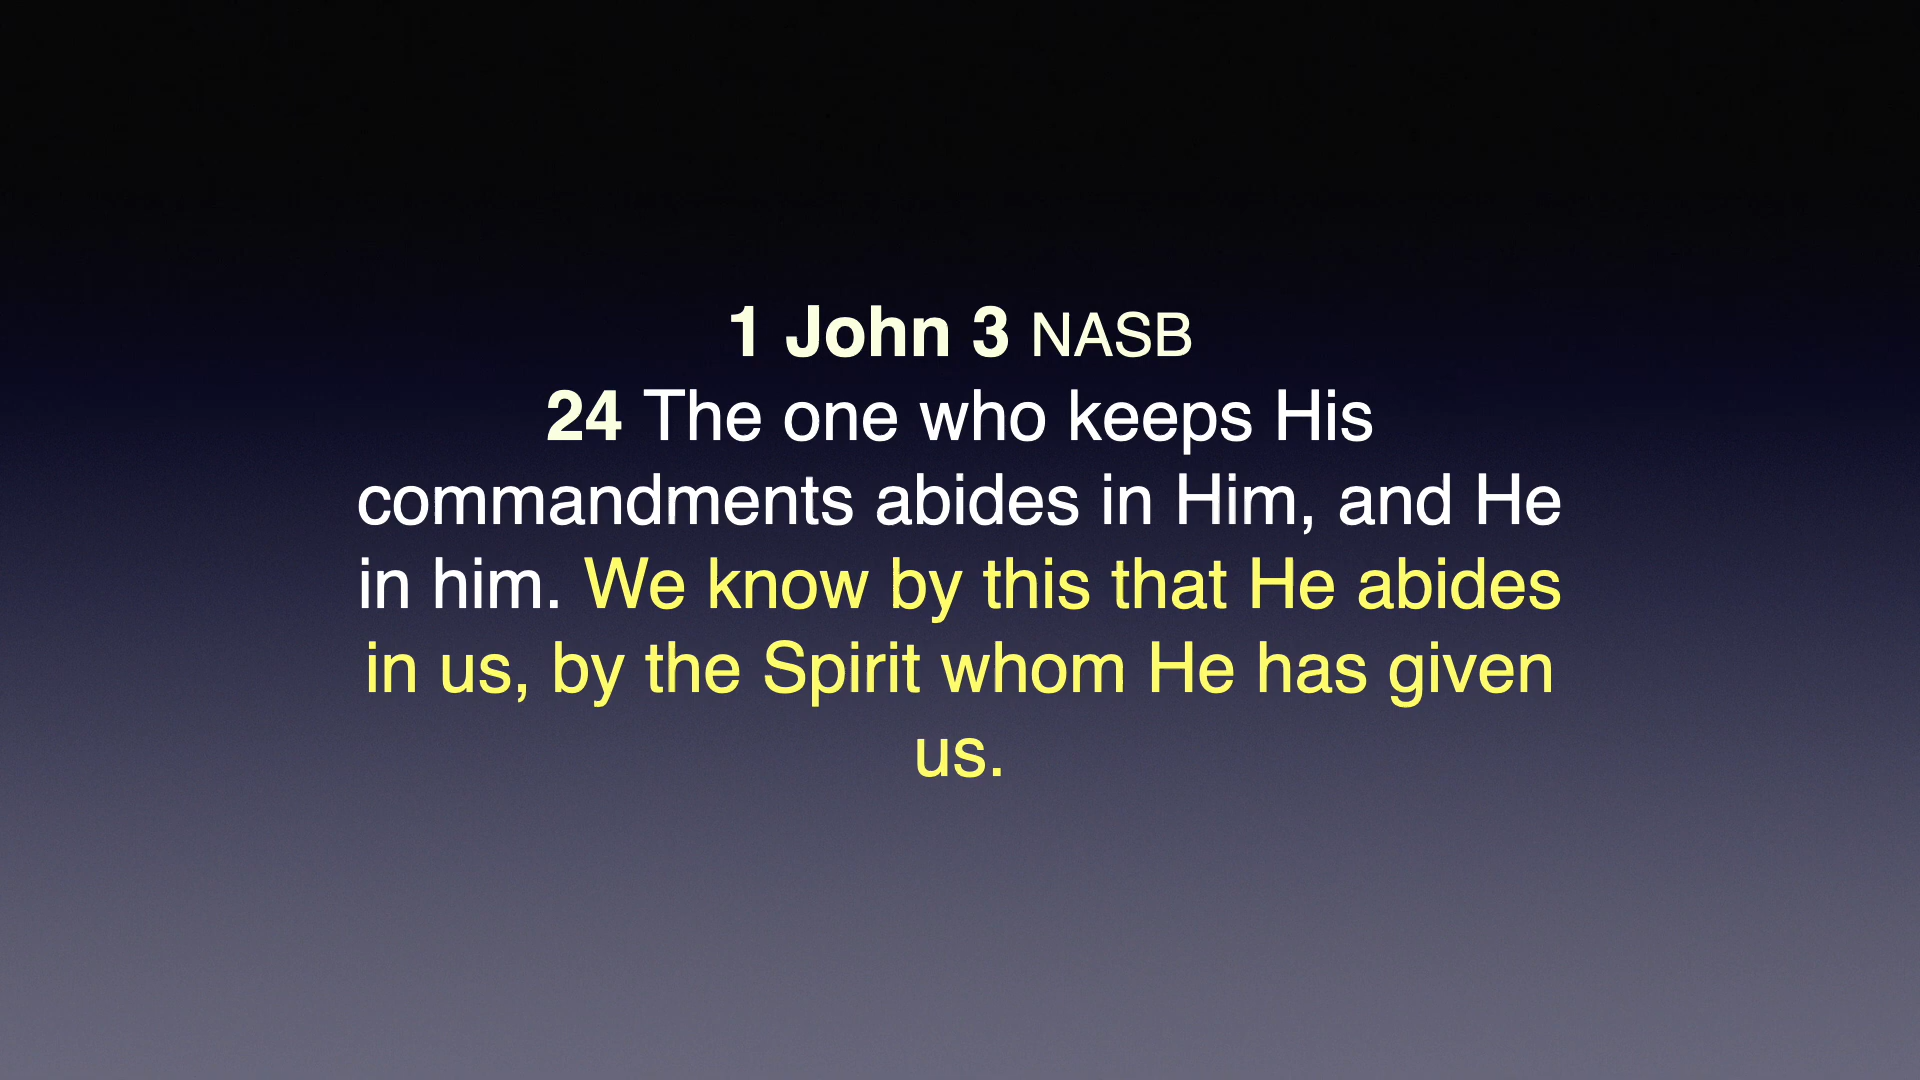 1 John 3 NASB
24 The one who keeps His
commandments abides in Him, and He
in him. We know by this that He abides
in us, by the Spirit whom He has given
us.